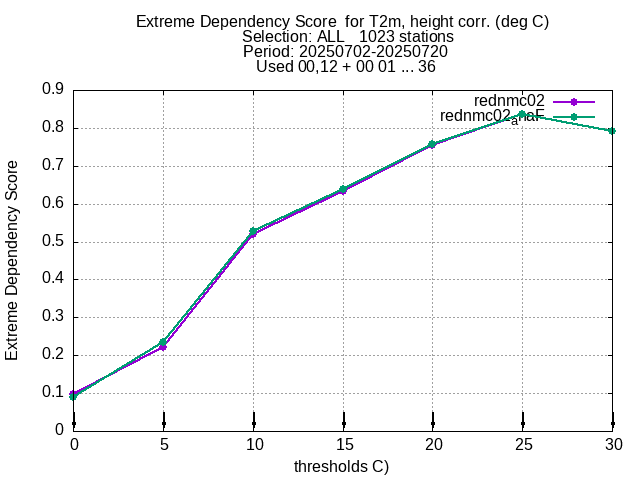 Extreme Dependency Score  for T2m, height corr. (deg C)
Selection: ALL   1023 stations
Period: 20250702-20250720
Used 00,12 + 00 01 ... 36
Extreme Dependency Score
0.9
0.8
0.7
0.6
0.5
0.4
0.3
0.2
0.1
0
rednmc02
0
5
10
15
20
25
30
thresholds C)